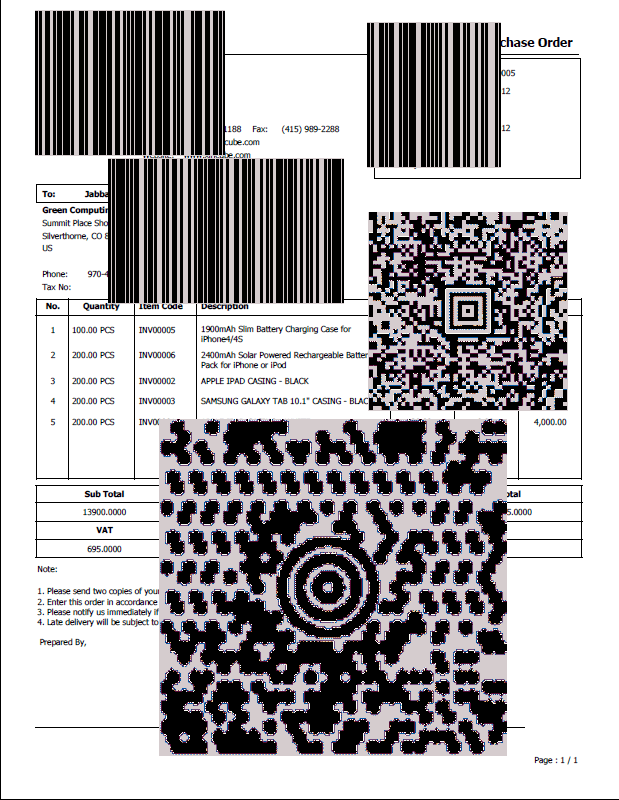 chase Order
005
12
1188 Fax: (415) 989-2288
cube.com
12
To: Jabba
Green Computin
Summit Place Sho
Silverthorne, CO 8
US
Phone: 970-4
Tax No:
No. Quantity Item Code Description
1 100.00 PCS INV00005 1900mAh Slim Battery Charging Case for
iPhone4/4S
2 200.00 PCS INV00006 2400mAh Solar Powered Rechargeable Batter
Pack for iPhone or iPod
3 200.00 PCS INV00002 APPLE IPAD CASING - BLACK
4 200.00 PCS INV00003 SAMSUNG GALAXY TAB 10.1" CASING - BLAC
5 200.00 PCS INV00 4,000.00
Sub Total otal
13900.0000 5.0000
VAT
695.0000
Note:
1. Please send two copies of your
2. Enter this order in accordance
3. Please notify us immediately if
4. Late delivery will be subject to
Prepared By,
Page : 1 / 1